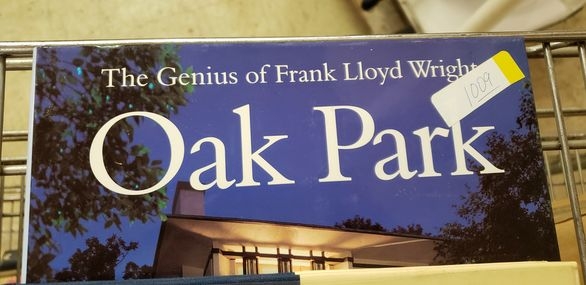 The Genius of Frank Lloyd Wright
1009
Oak Park